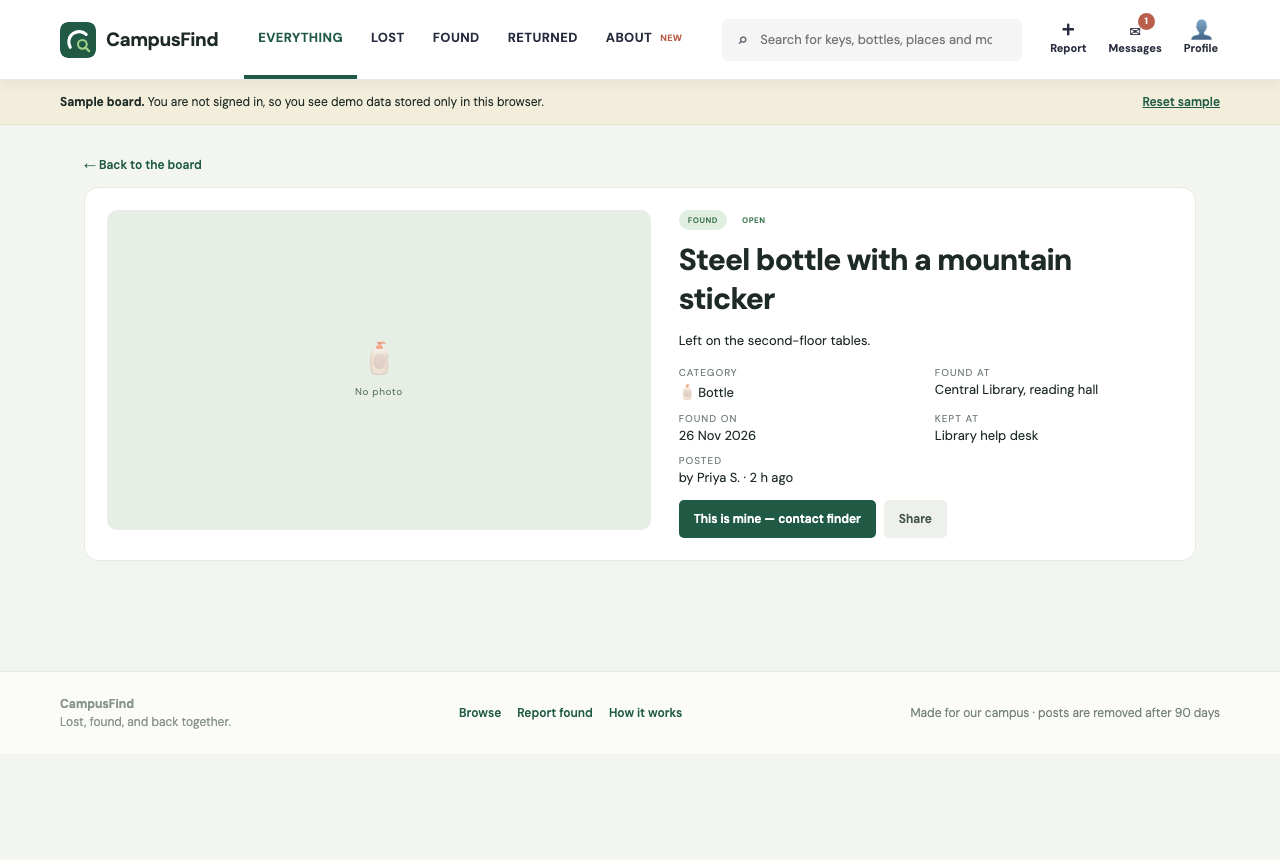 CampusFind
EVERYTHING
LOST
FOUND
RETURNED
ABOUT NEW
Search for keys, bottles, places and mo
Report
1
Messages
Profile
Sample board. You are not signed in, so you see demo data stored only in this browser.
Reset sample
← Back to the board
No photo
FOUND
OPEN
Steel bottle with a mountain
sticker
Left on the second-floor tables.
CATEGORY
Bottle
FOUND AT
Central Library, reading hall
FOUND ON
26 Nov 2026
KEPT AT
Library help desk
POSTED
by Priya S. · 2 h ago
This is mine — contact finder
Share
CampusFind
Lost, found, and back together.
Browse
Report found
How it works
Made for our campus · posts are removed after 90 days